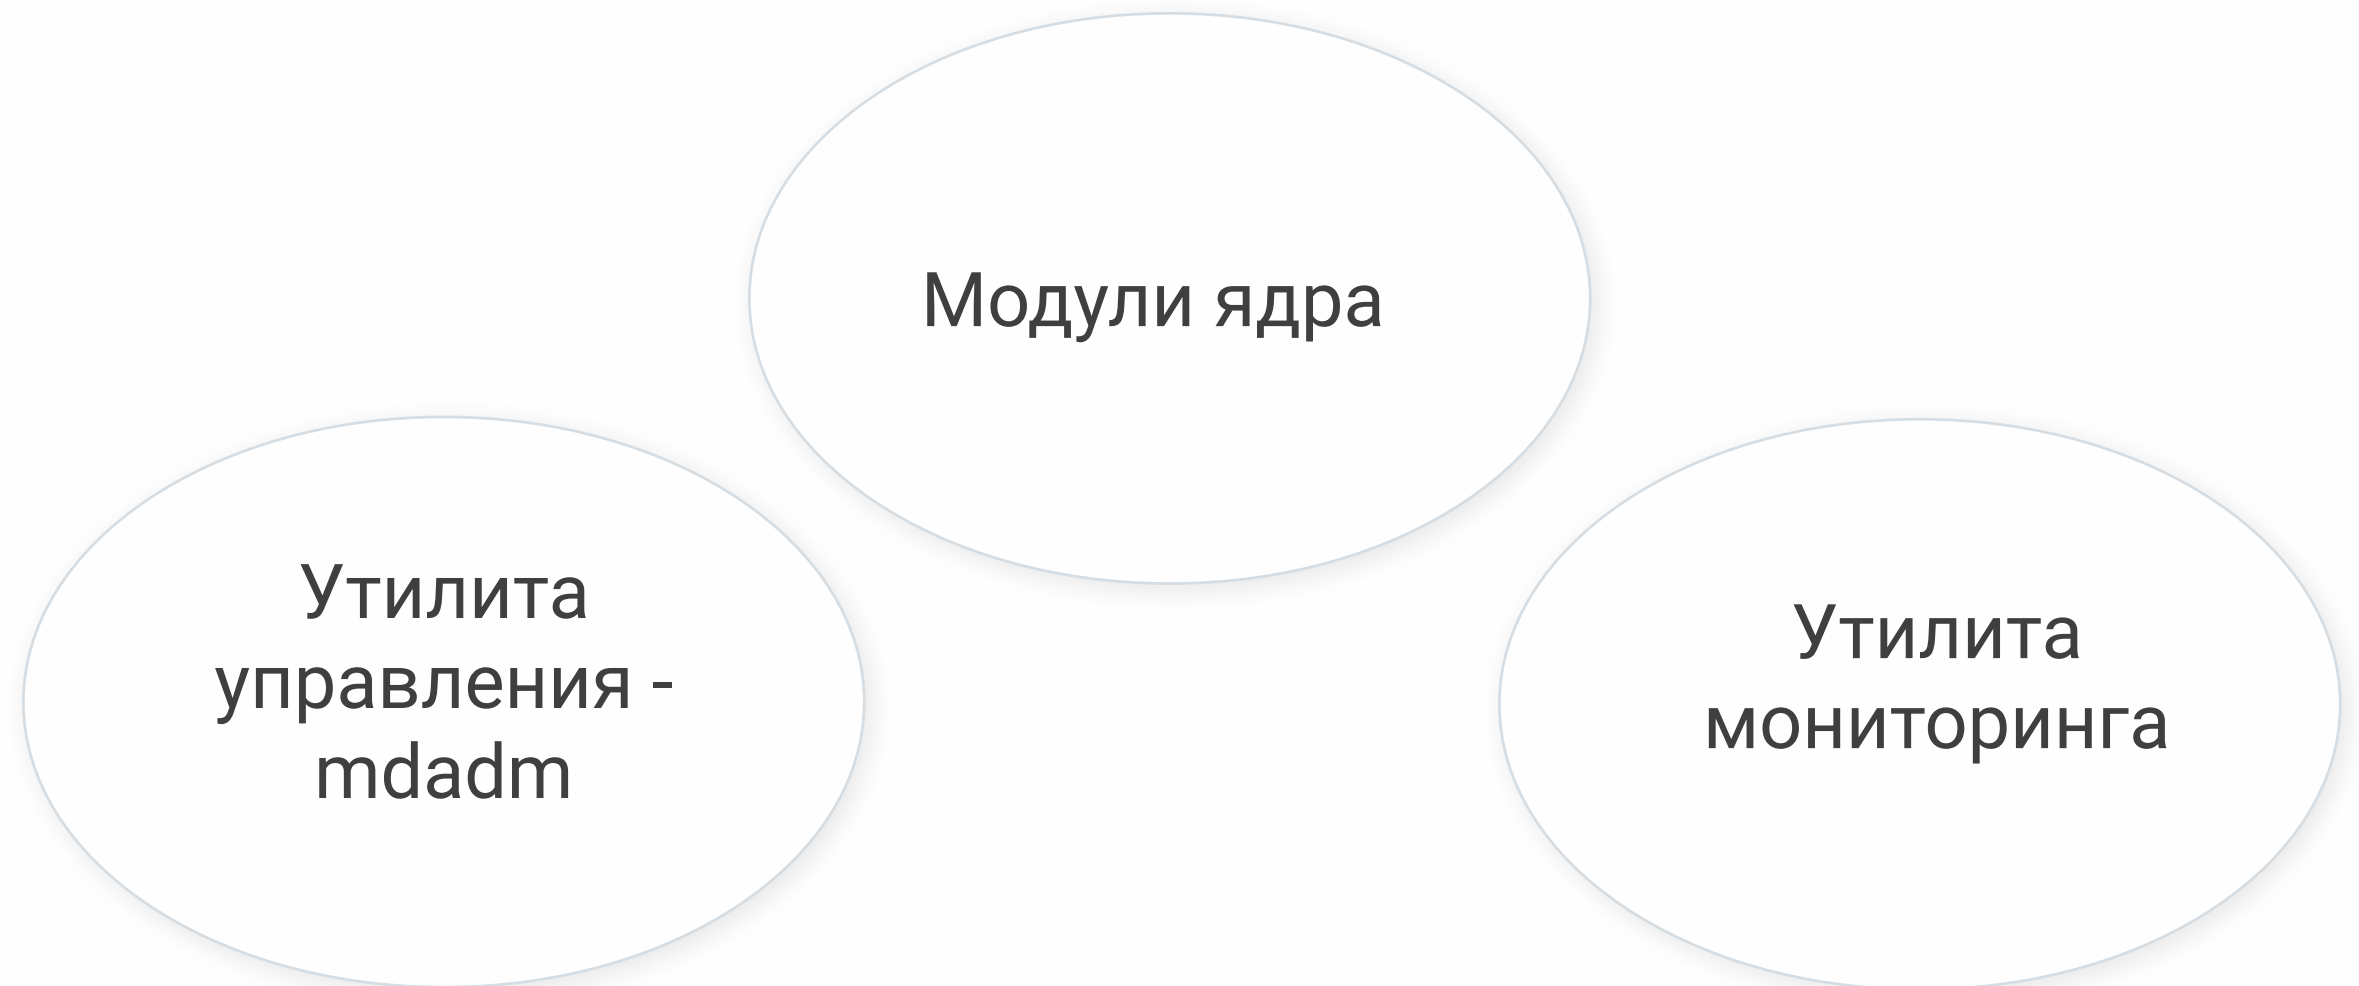 Модули ядра
Утилита
управления -
mdadm
Утилита
мониторинга